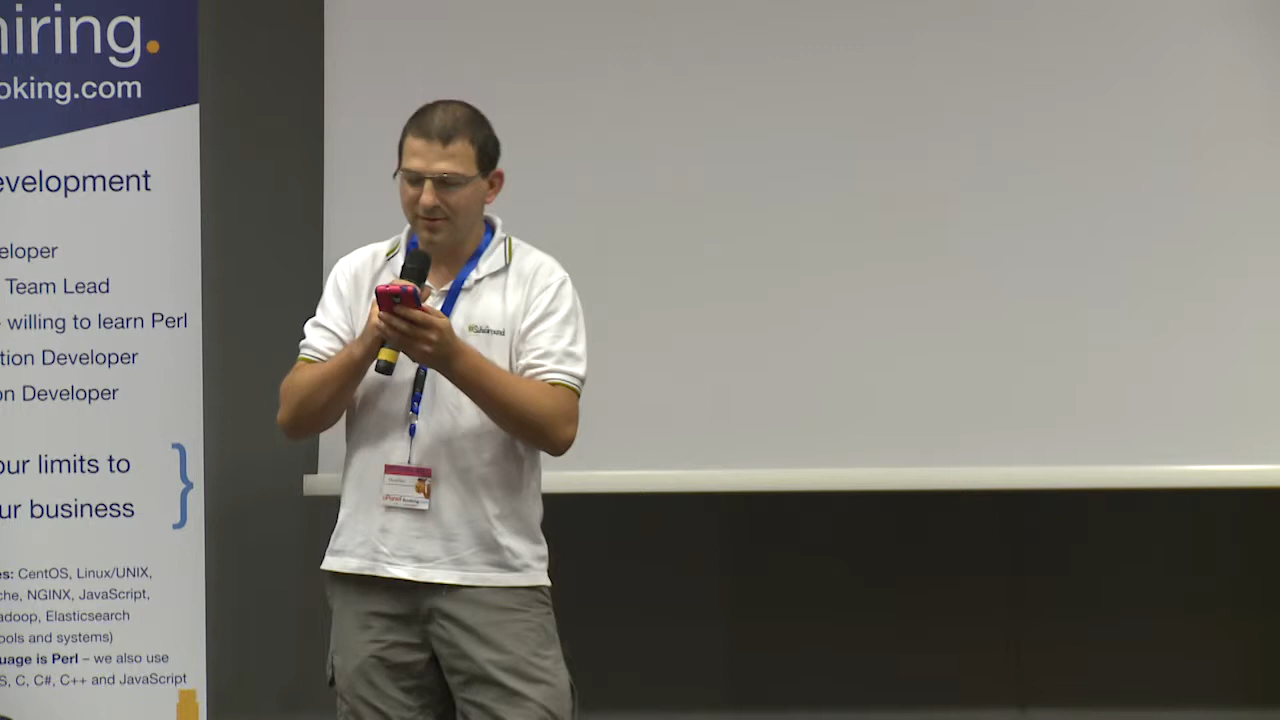 hiring.
oking.com
evelopment
eloper
Team Lead
- willing to learn Perl
tion Developer
on Developer
our limits to
ur business
}
es: CentOS, Linux/UNIX,
che, NGINX, JavaScript,
adoop, Elasticsearch
ools and systems)
uage is Perl – we also use
S, C, C#, C++ and JavaScript